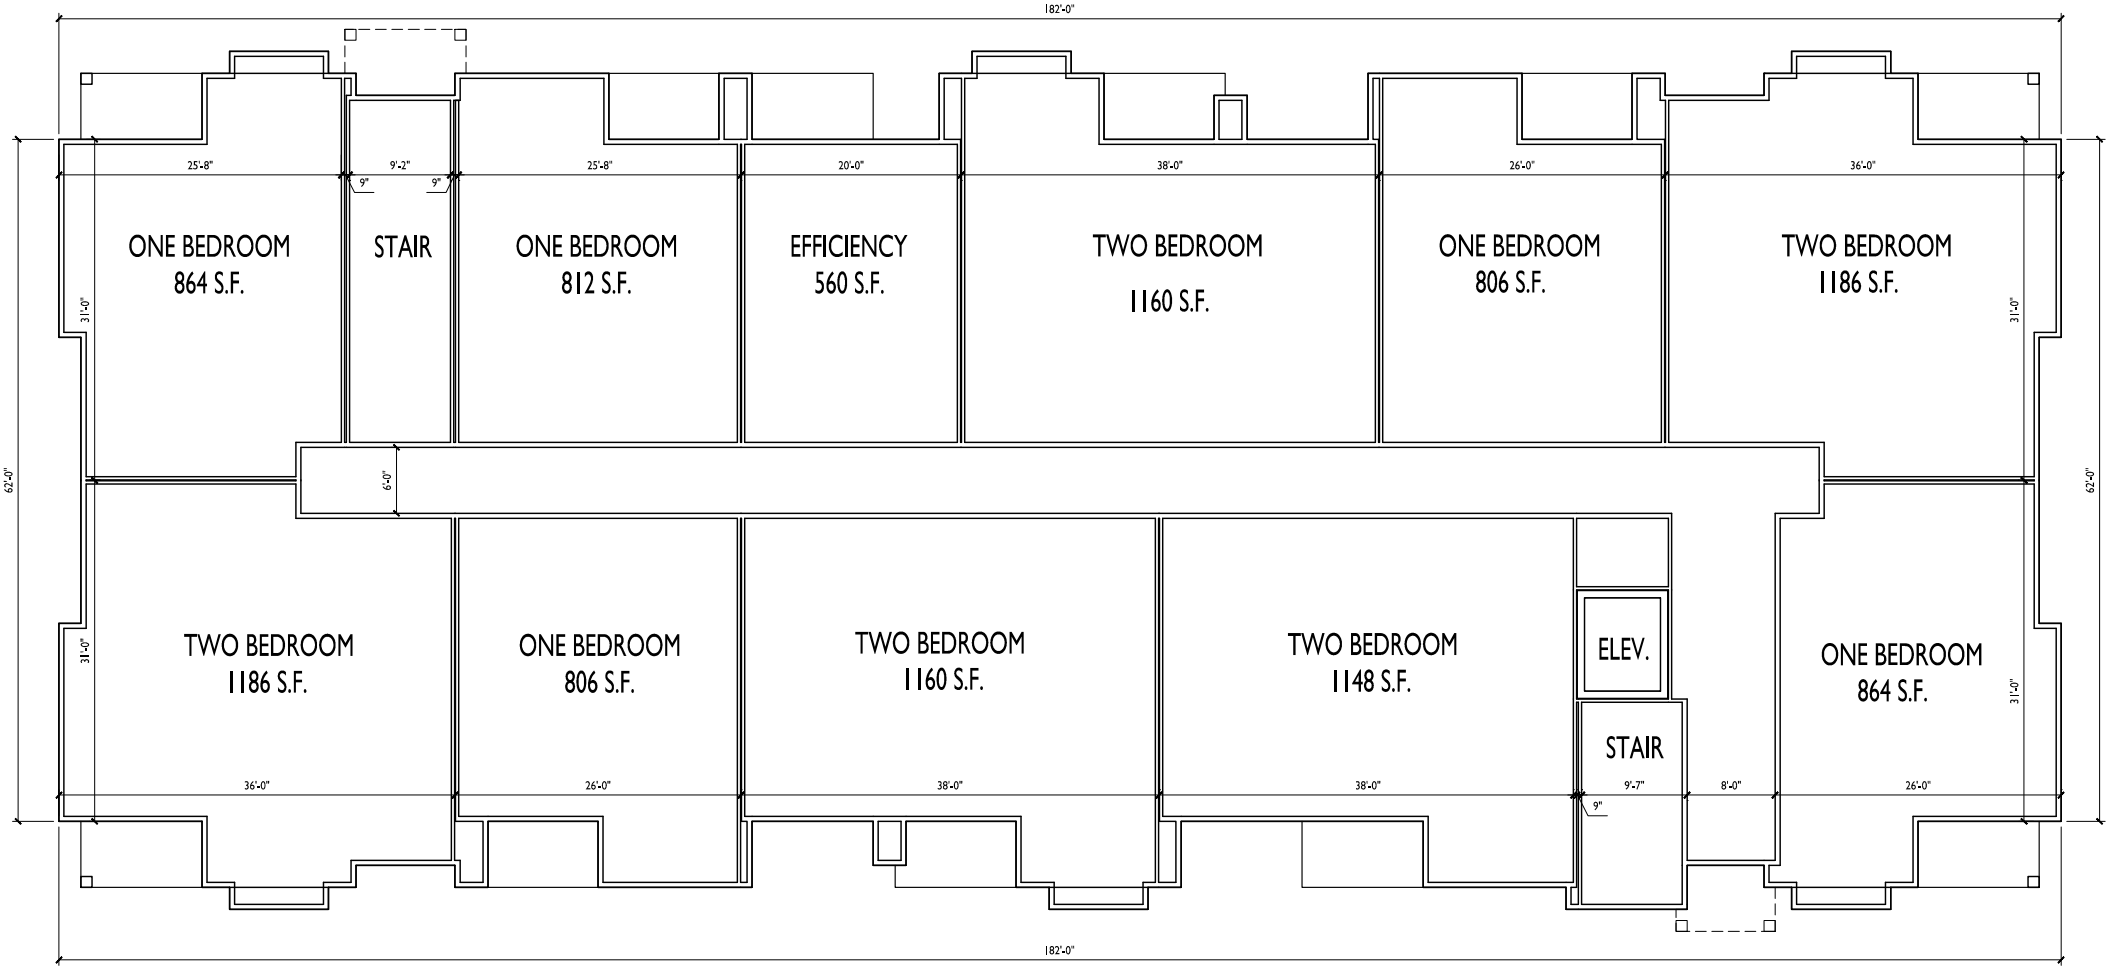 182'-0"
25'-8"
9'-2"
25'-8"
20'-0"
38'-0"
26'-0"
36'-0"
9"
9"
ONE BEDROOM
864 S.F.
STAIR
ONE BEDROOM
812 S.F.
EFFICIENCY
560 S.F.
TWO BEDROOM
1160 S.F.
ONE BEDROOM
806 S.F.
TWO BEDROOM
1186 S.F.
31'-0"
31'-0"
62'-0"
6'-0"
62'-0"
TWO BEDROOM
1186 S.F.
ONE BEDROOM
806 S.F.
TWO BEDROOM
1160 S.F.
TWO BEDROOM
1148 S.F.
ELEV.
ONE BEDROOM
864 S.F.
31'-0"
31'-0"
STAIR
36'-0"
26'-0"
38'-0"
38'-0"
9'-7"
8'-0"
26'-0"
9"
182'-0"